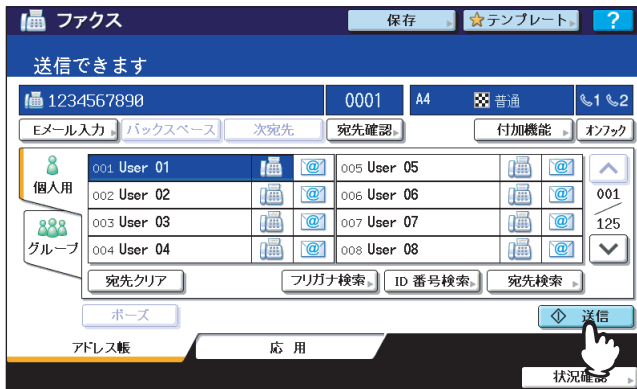 ファクス 保存 テンプレート ?
送信できます
1234567890 0001 A4 普通 1 2
Eメール入力 バックスペース 次宛先 宛先確認 付加機能 オンフック
個人用
グループ
001 User 01 @ 005 User 05 @
002 User 02 @ 006 User 06 @
003 User 03 @ 007 User 07 @
004 User 04 @ 008 User 08 @
001
125
宛先クリア フリガナ検索 ID 番号検索 宛先検索
ポーズ 送信
アドレス帳 応 用
状況確認